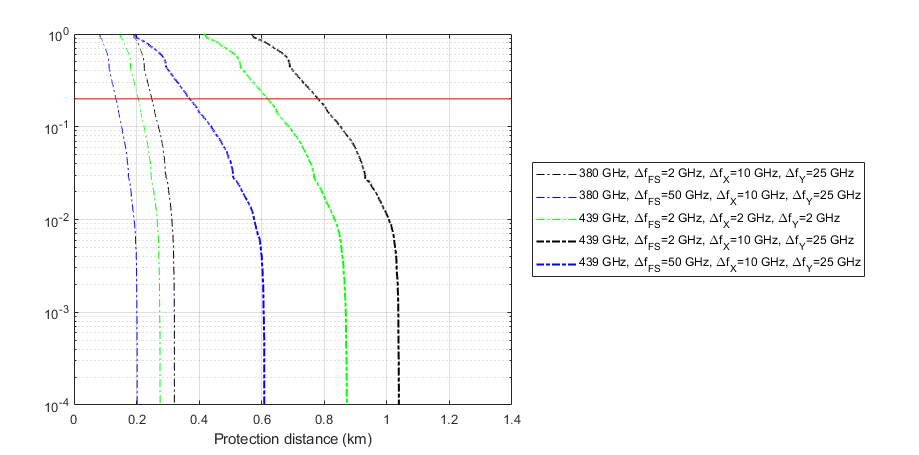 10^0
10^-1
10^-2
10^-3
10^-4
0 0.2 0.4 0.6 0.8 1 1.2 1.4
Protection distance (km)
380 GHz, Δf_FS=2 GHz, Δf_X=10 GHz, Δf_Y=25 GHz
380 GHz, Δf_FS=50 GHz, Δf_X=10 GHz, Δf_Y=25 GHz
439 GHz, Δf_FS=2 GHz, Δf_X=2 GHz, Δf_Y=2 GHz
439 GHz, Δf_FS=2 GHz, Δf_X=10 GHz, Δf_Y=25 GHz
439 GHz, Δf_FS=50 GHz, Δf_X=10 GHz, Δf_Y=25 GHz